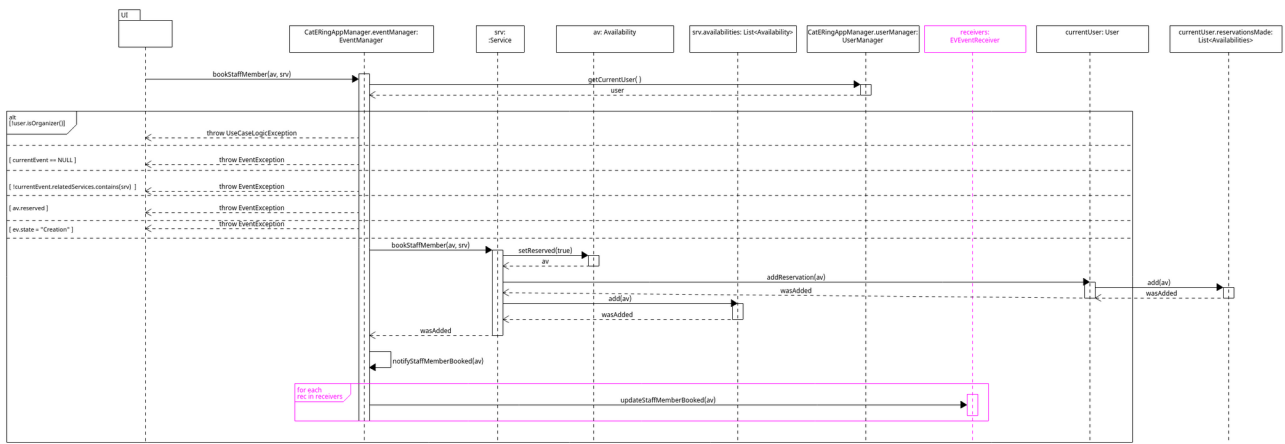 UI
CatERingAppManager.eventManager:
EventManager
srv:
:Service
av: Availability
srv.availabilities: List<Availability>
CatERingAppManager.userManager:
UserManager
receivers:
EVEventReceiver
currentUser: User
currentUser.reservationsMade:
List<Availabilities>
bookStaffMember(av, srv)
getCurrentUser( )
user
alt
[!user.isOrganizer()]
throw UseCaseLogicException
[ currentEvent == NULL ]
throw EventException
[ !currentEvent.relatedServices.contains(srv) ]
throw EventException
[ av.reserved ]
throw EventException
throw EventException
[ ev.state = "Creation" ]
bookStaffMember(av, srv)
setReserved(true)
av
addReservation(av)
add(av)
wasAdded
wasAdded
add(av)
wasAdded
wasAdded
notifyStaffMemberBooked(av)
for each
rec in receivers
updateStaffMemberBooked(av)